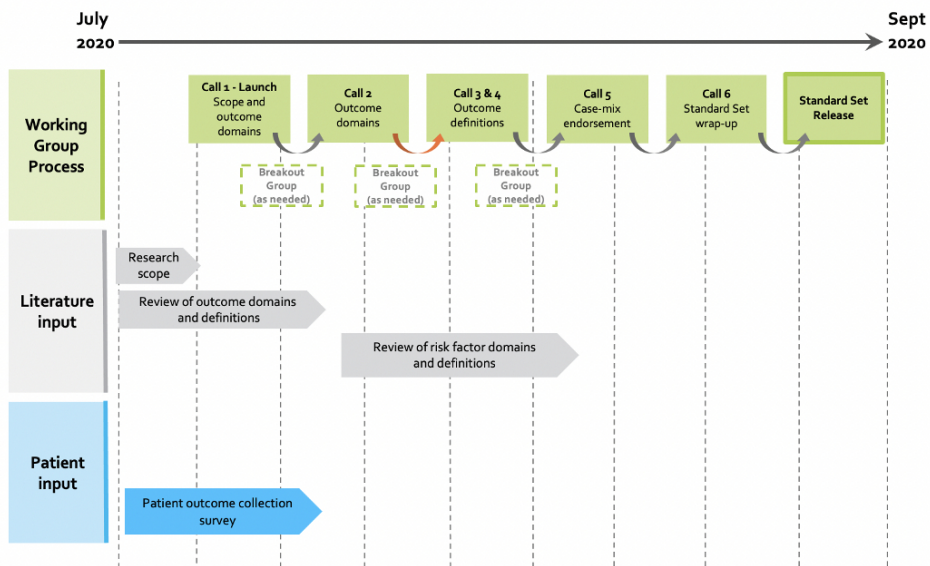 July
2020
Sept
2020
Working
Group
Process
Call 1 - Launch
Scope and
outcome
domains
Call 2
Outcome
domains
Call 3 & 4
Outcome
definitions
Call 5
Case-mix
endorsement
Call 6
Standard Set
wrap-up
Standard Set
Release
Breakout
Group
(as needed)
Breakout
Group
(as needed)
Breakout
Group
(as needed)
Literature
input
Research
scope
Review of outcome domains
and definitions
Review of risk factor domains
and definitions
Patient
input
Patient outcome collection
survey